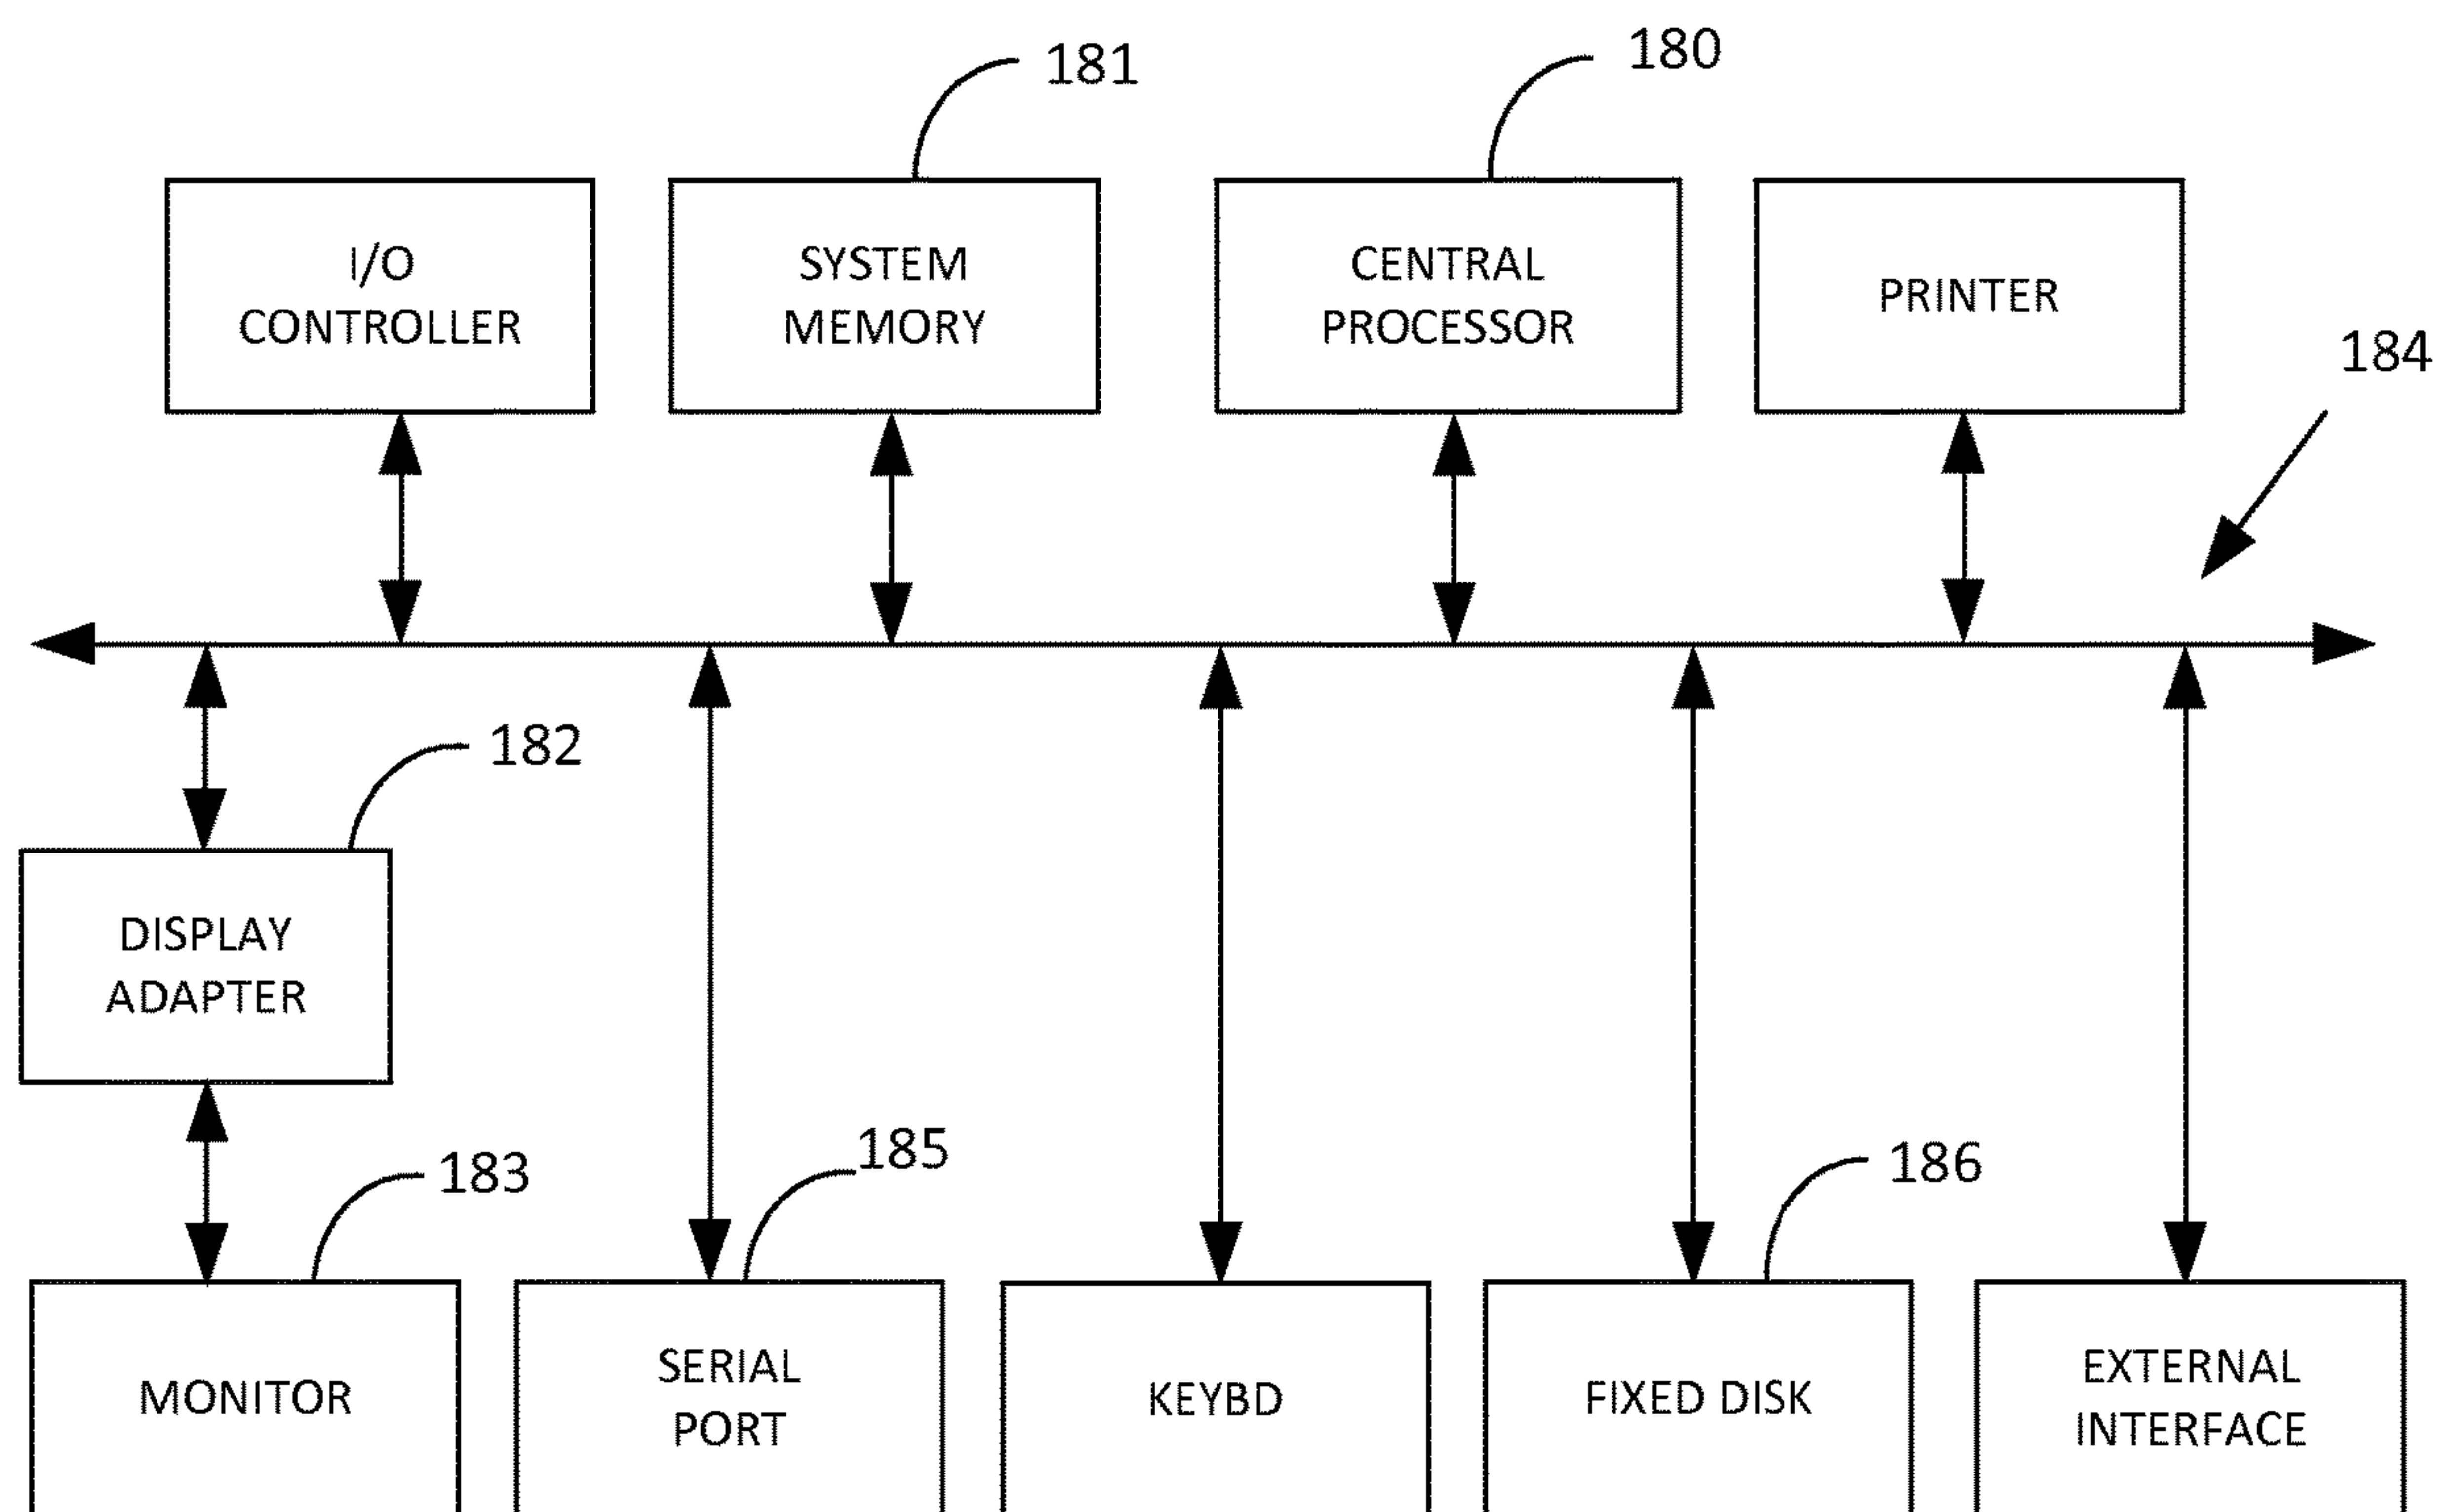 181
180
I/O
CONTROLLER
SYSTEM
MEMORY
CENTRAL
PROCESSOR
PRINTER
184
182
DISPLAY
ADAPTER
183
185
186
MONITOR
SERIAL
PORT
KEYBD
FIXED DISK
EXTERNAL
INTERFACE